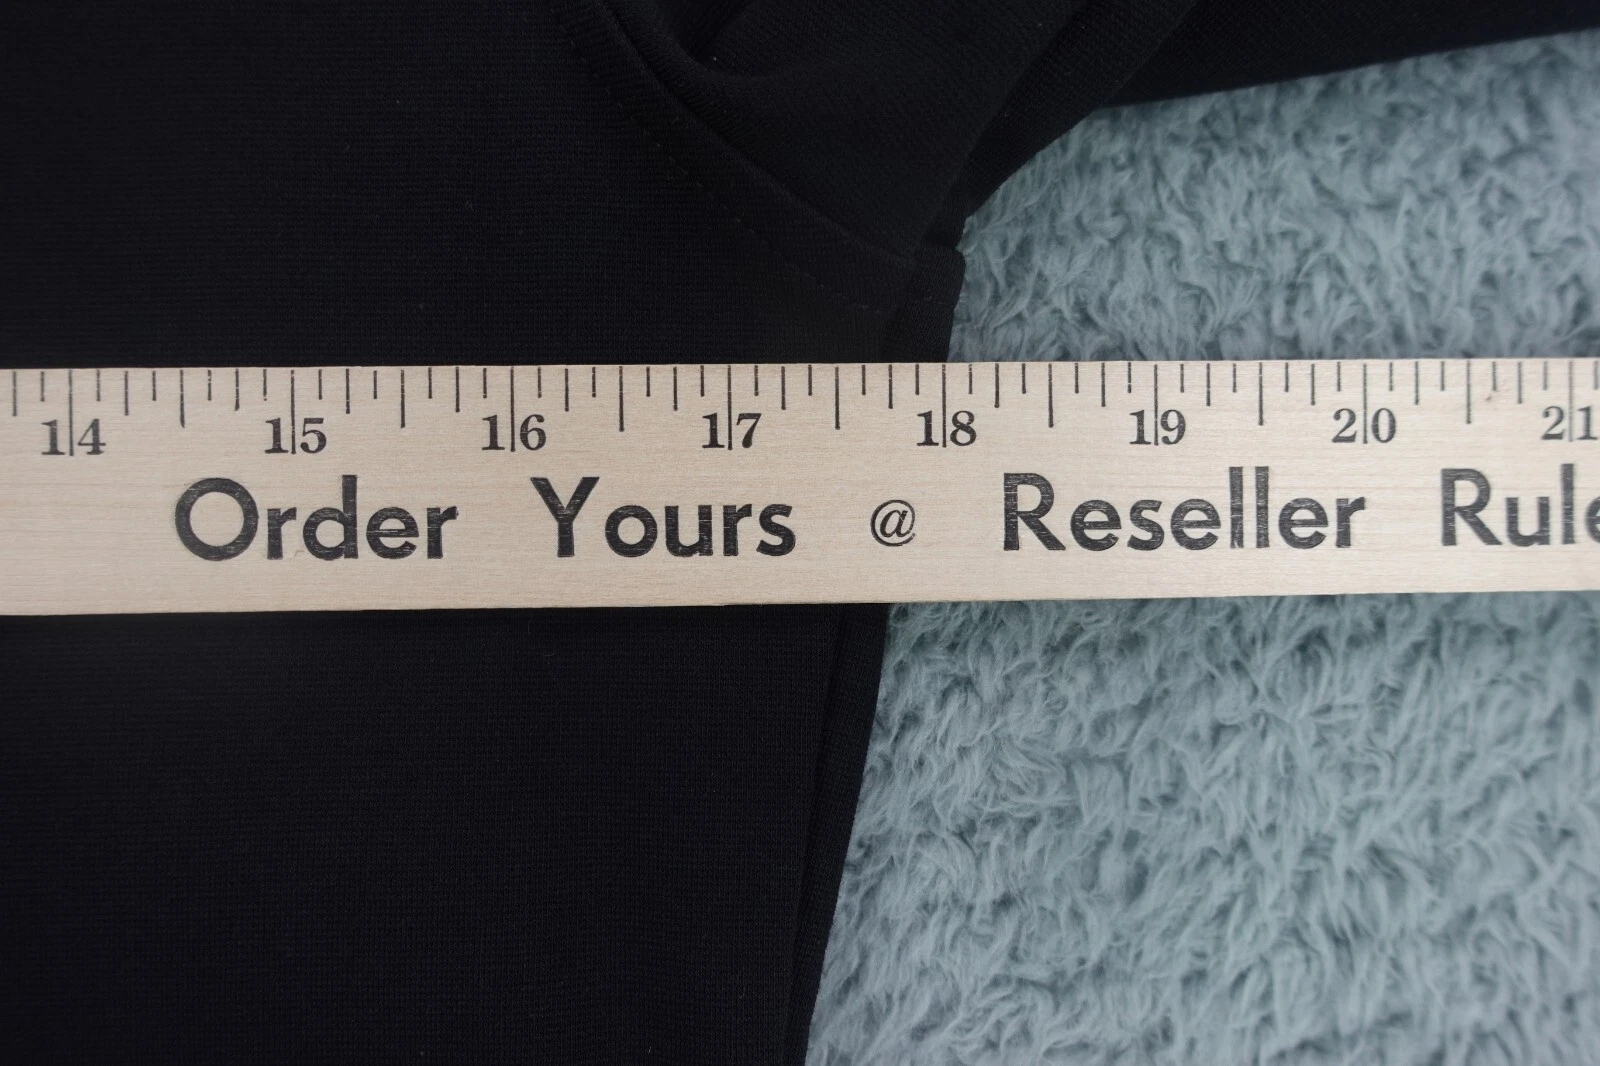 14 15 16 17 18 19 20 21
Order Yours @ Reseller Rule